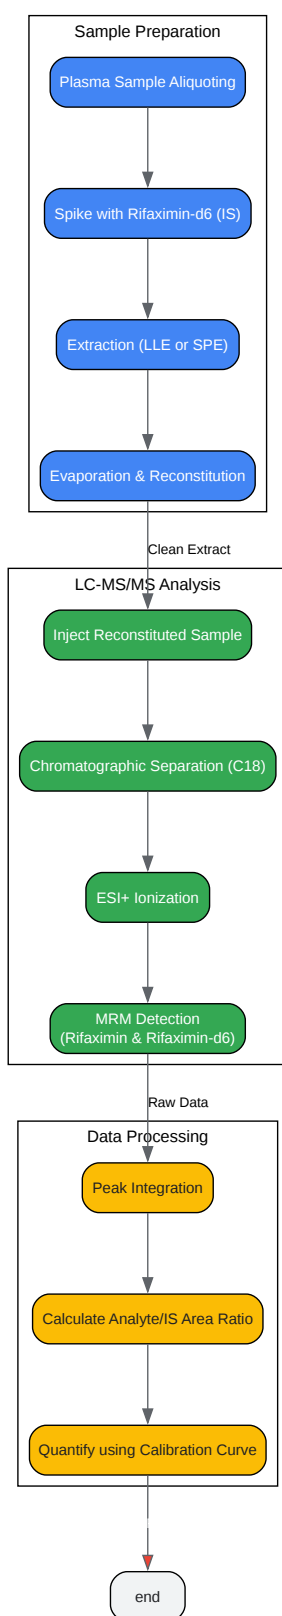 Sample Preparation
Plasma Sample Aliquoting
Spike with Rifaximin-d6 (IS)
Extraction (LLE or SPE)
Evaporation & Reconstitution
Clean Extract
LC-MS/MS Analysis
Inject Reconstituted Sample
Chromatographic Separation (C18)
ESI+ Ionization
MRM Detection
(Rifaximin & Rifaximin-d6)
Raw Data
Data Processing
Peak Integration
Calculate Analyte/IS Area Ratio
Quantify using Calibration Curve
end